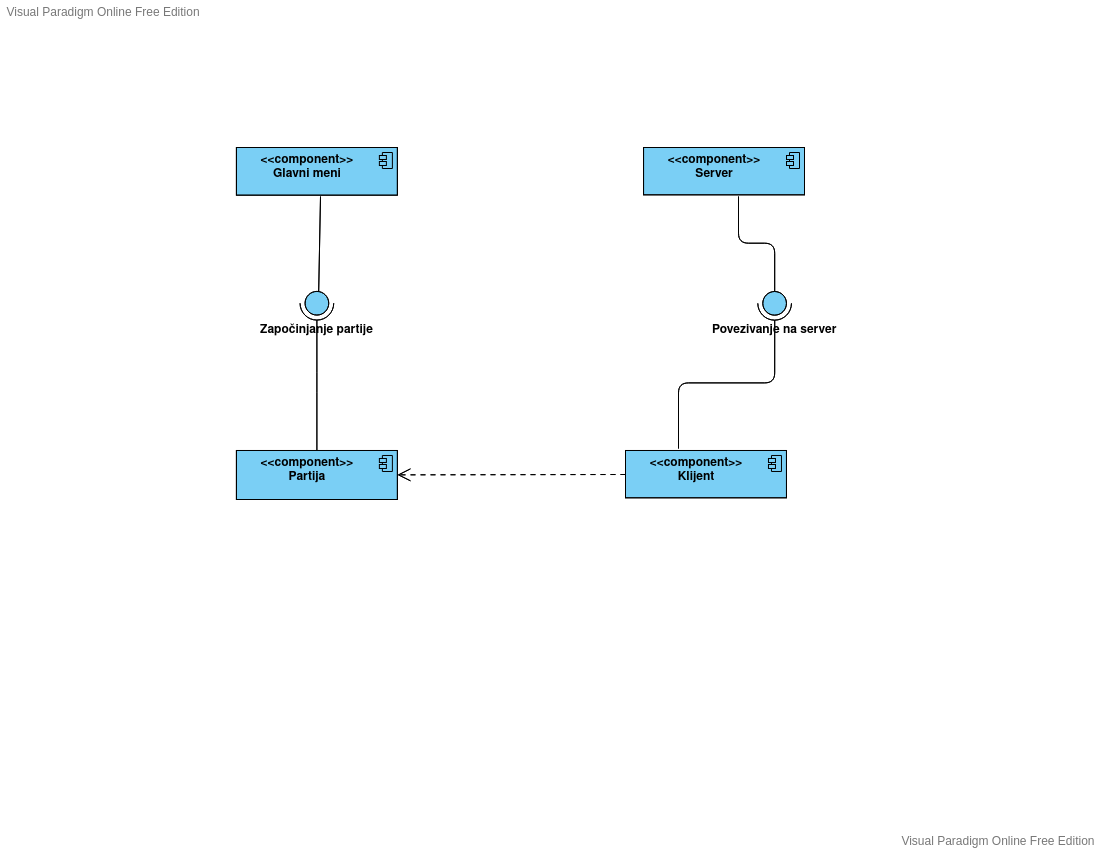 Visual Paradigm Online Free Edition
<<component>>
Glavni meni
<<component>>
Server
Započinjanje partije
Povezivanje na server
<<component>>
Partija
<<component>>
Klijent
Visual Paradigm Online Free Edition